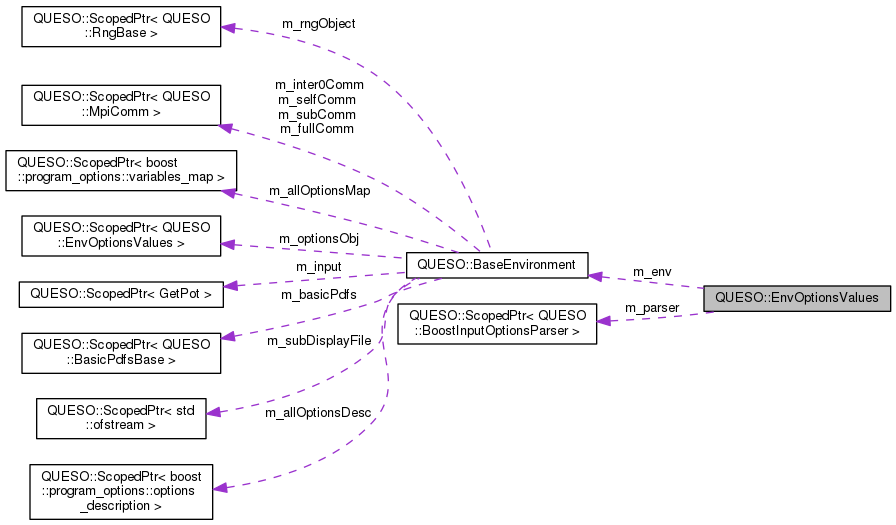 QUESO::ScopedPtr< QUESO
::RngBase >
m_rngObject
QUESO::ScopedPtr< QUESO
::MpiComm >
m_inter0Comm
m_selfComm
m_subComm
m_fullComm
QUESO::ScopedPtr< boost
::program_options::variables_map >
m_allOptionsMap
QUESO::ScopedPtr< QUESO
::EnvOptionsValues >
m_optionsObj
QUESO::ScopedPtr< GetPot >
m_input
QUESO::ScopedPtr< QUESO
::BasicPdfsBase >
m_basicPdfs
QUESO::ScopedPtr< std
::ofstream >
m_subDisplayFile
QUESO::ScopedPtr< boost
::program_options::options
_description >
m_allOptionsDesc
QUESO::BaseEnvironment
m_env
QUESO::ScopedPtr< QUESO
::BoostInputOptionsParser >
m_parser
QUESO::EnvOptionsValues